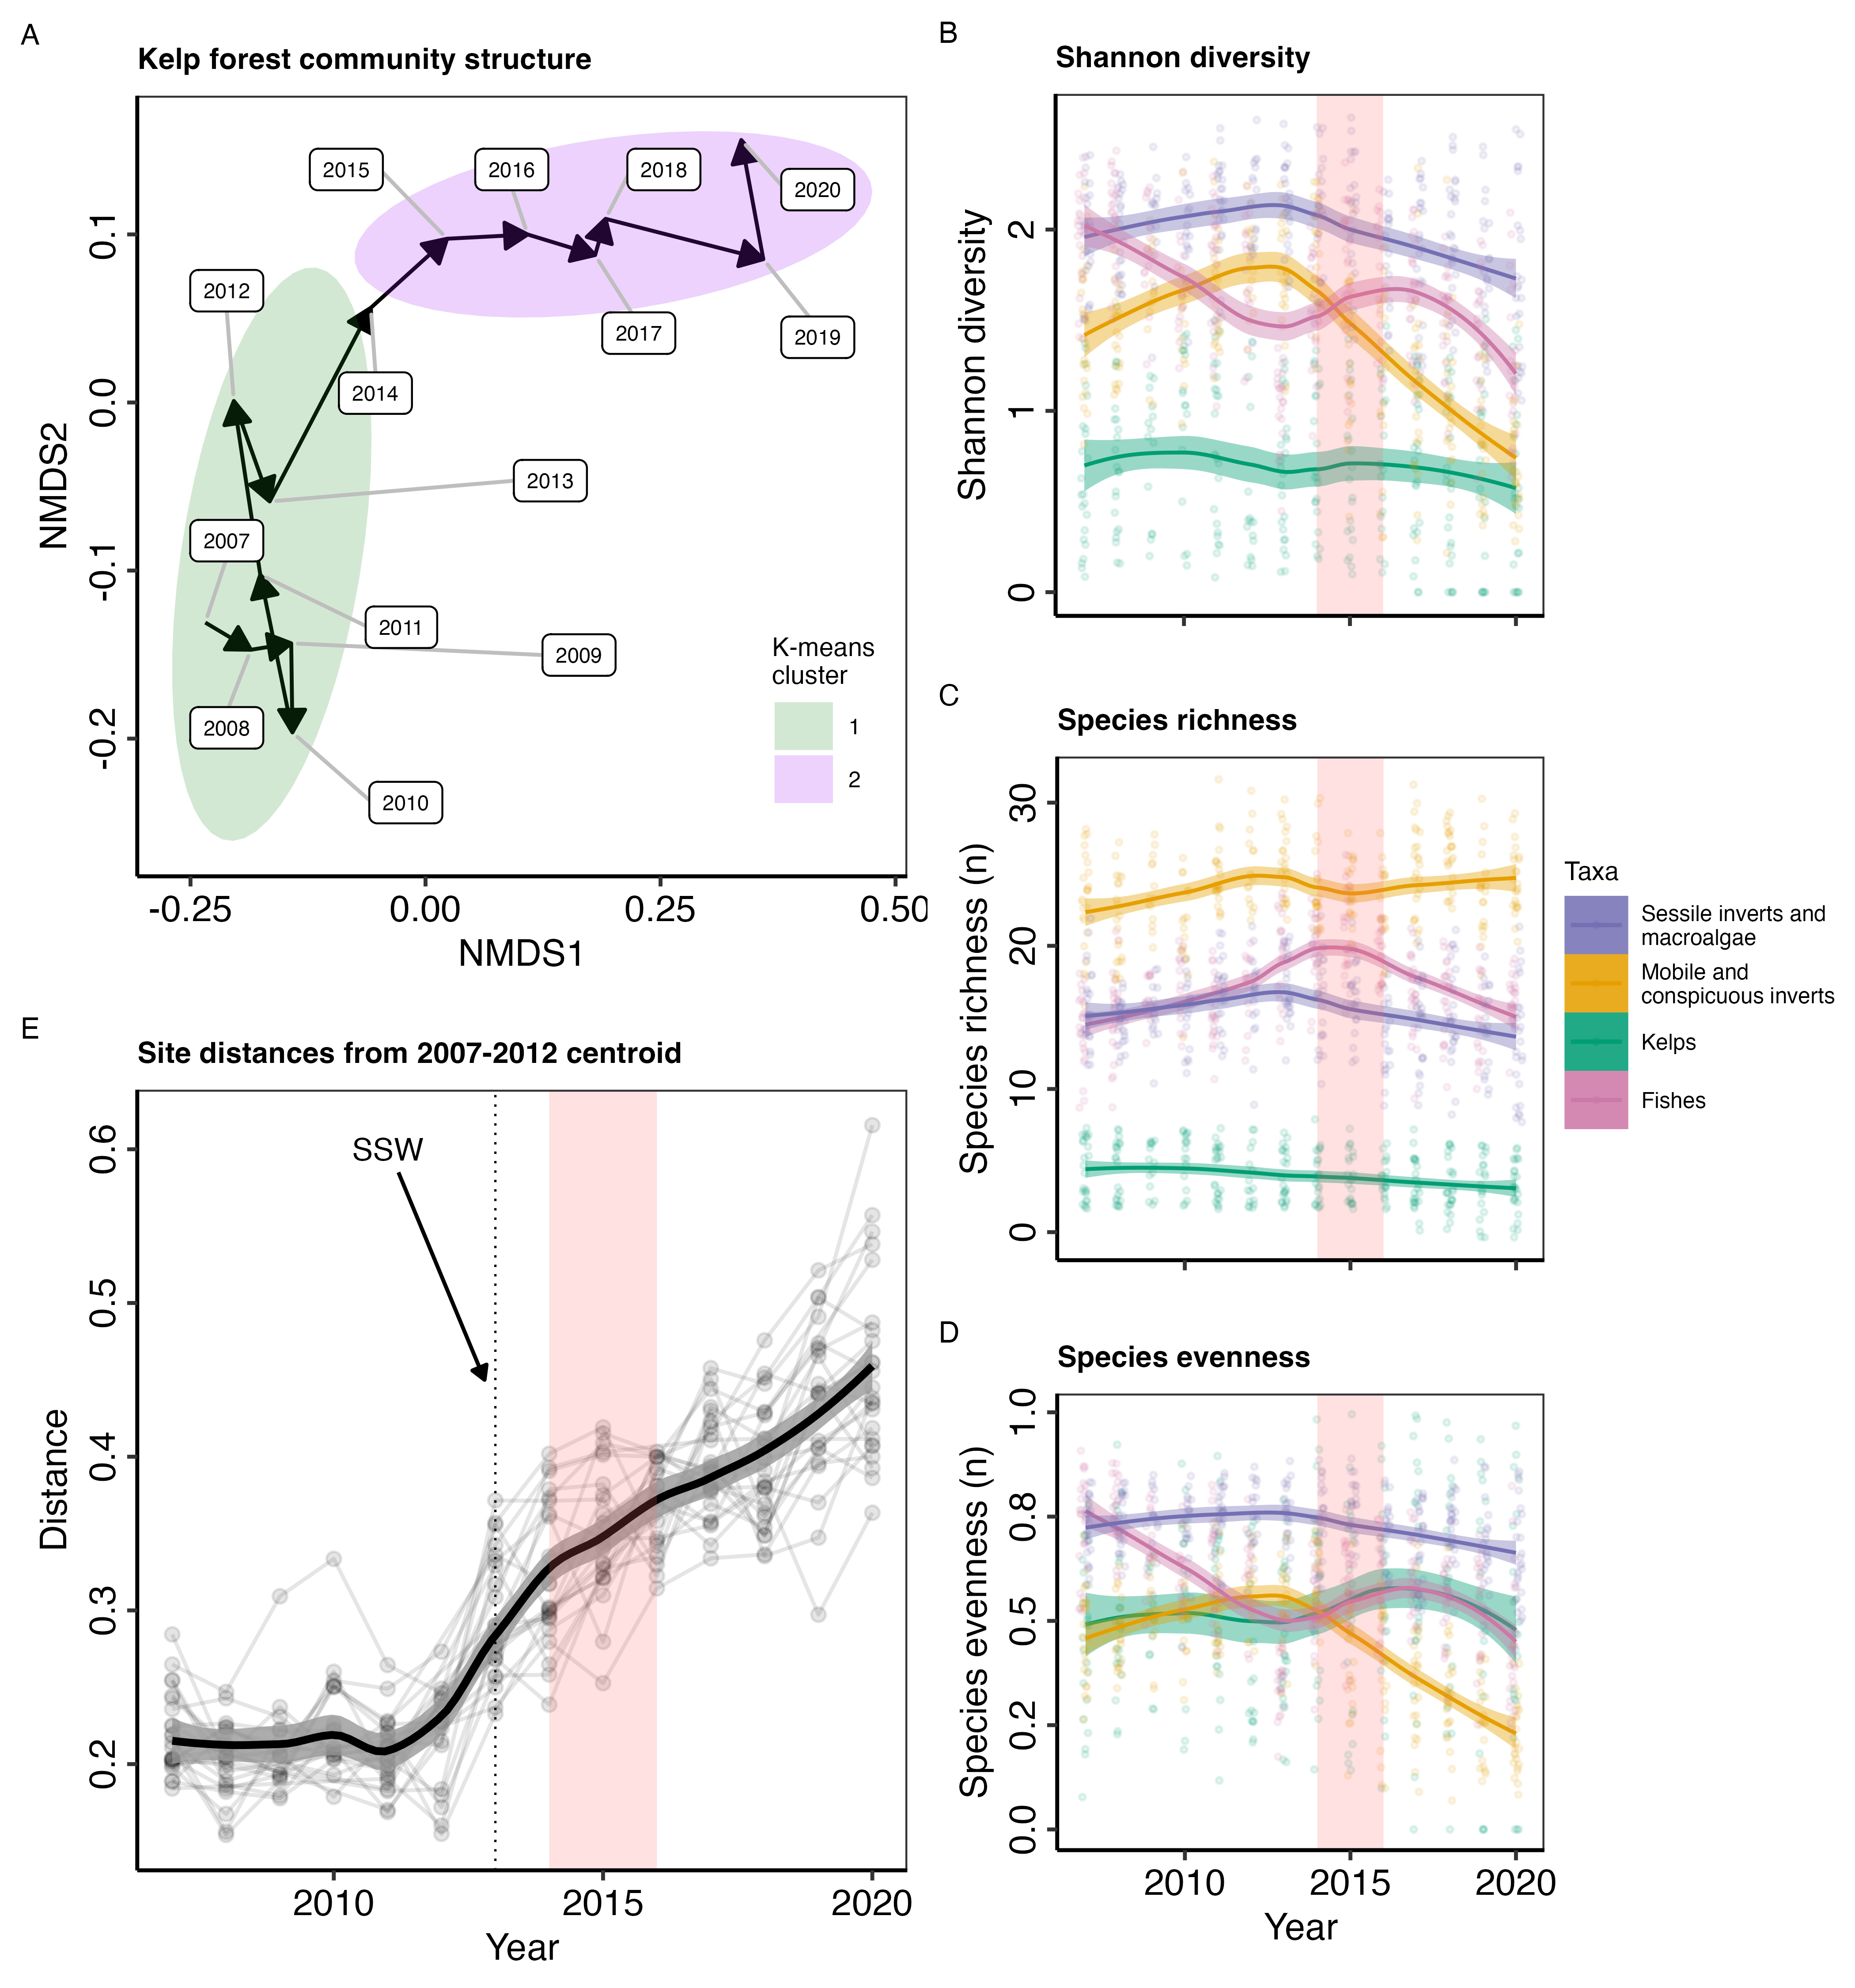 A
Kelp forest community structure
NMDS2
0.1
0.0
-0.1
-0.2
2015
2016
2018
2020
2012
2017
2019
2014
2013
2007
2011
2009
2008
2010
K-means
cluster
1
2
-0.25
0.00
0.25
0.50
NMDS1
B
Shannon diversity
Shannon diversity
2
1
0
C
Species richness
Species richness (n)
30
20
10
0
Taxa
Sessile inverts and
macroalgae
Mobile and
conspicuous inverts
Kelps
Fishes
D
Species evenness
Species evenness (n)
1.0
0.8
0.5
0.2
0.0
2010
2015
2020
Year
E
Site distances from 2007-2012 centroid
SSW
Distance
0.6
0.5
0.4
0.3
0.2
2010
2015
2020
Year